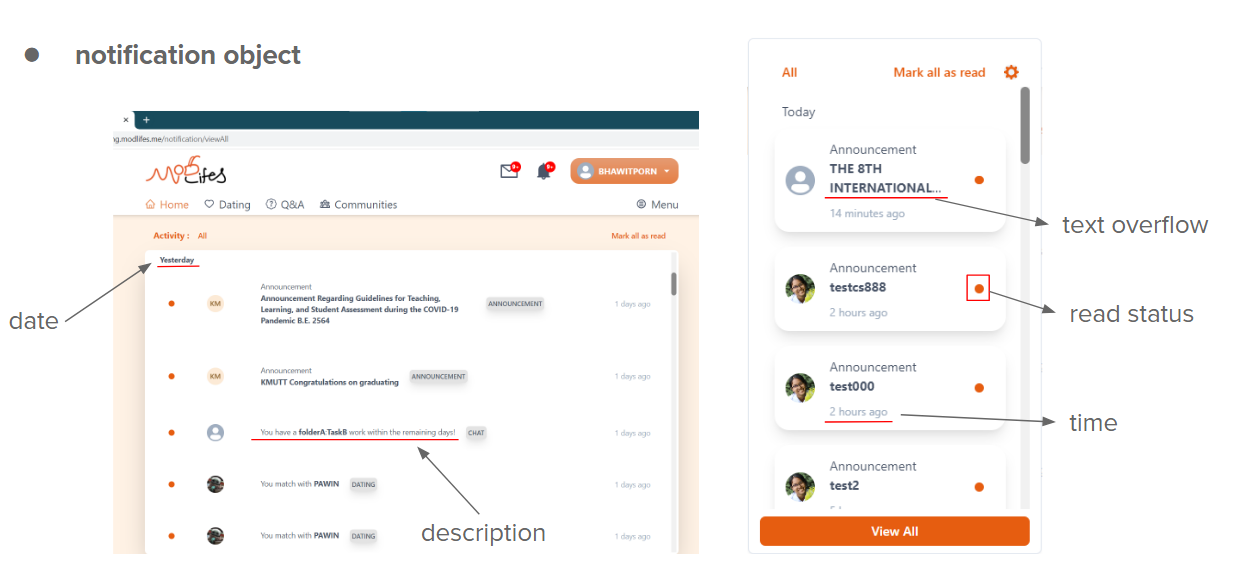 notification object
× +
ng.modlifes.me/notification/viewAll
ModLifes
9+
9+
BHAWITPORN
Home
Dating
Q&A
Communities
Menu
Activity :
All
Mark all as read
Yesterday
KM
Announcement
Announcement Regarding Guidelines for Teaching,
Learning, and Student Assessment during the COVID-19
Pandemic B.E. 2564
ANNOUNCEMENT
1 days ago
KM
Announcement
KMUTT Congratulations on graduating
ANNOUNCEMENT
1 days ago
You have a folderA:TaskB work within the remaining days!
CHAT
1 days ago
You match with PAWIN
DATING
1 days ago
You match with PAWIN
DATING
1 days ago
date
description
All
Mark all as read
Today
Announcement
THE 8TH
INTERNATIONAL...
14 minutes ago
Announcement
testcs888
2 hours ago
Announcement
test000
2 hours ago
Announcement
test2
View All
text overflow
read status
time